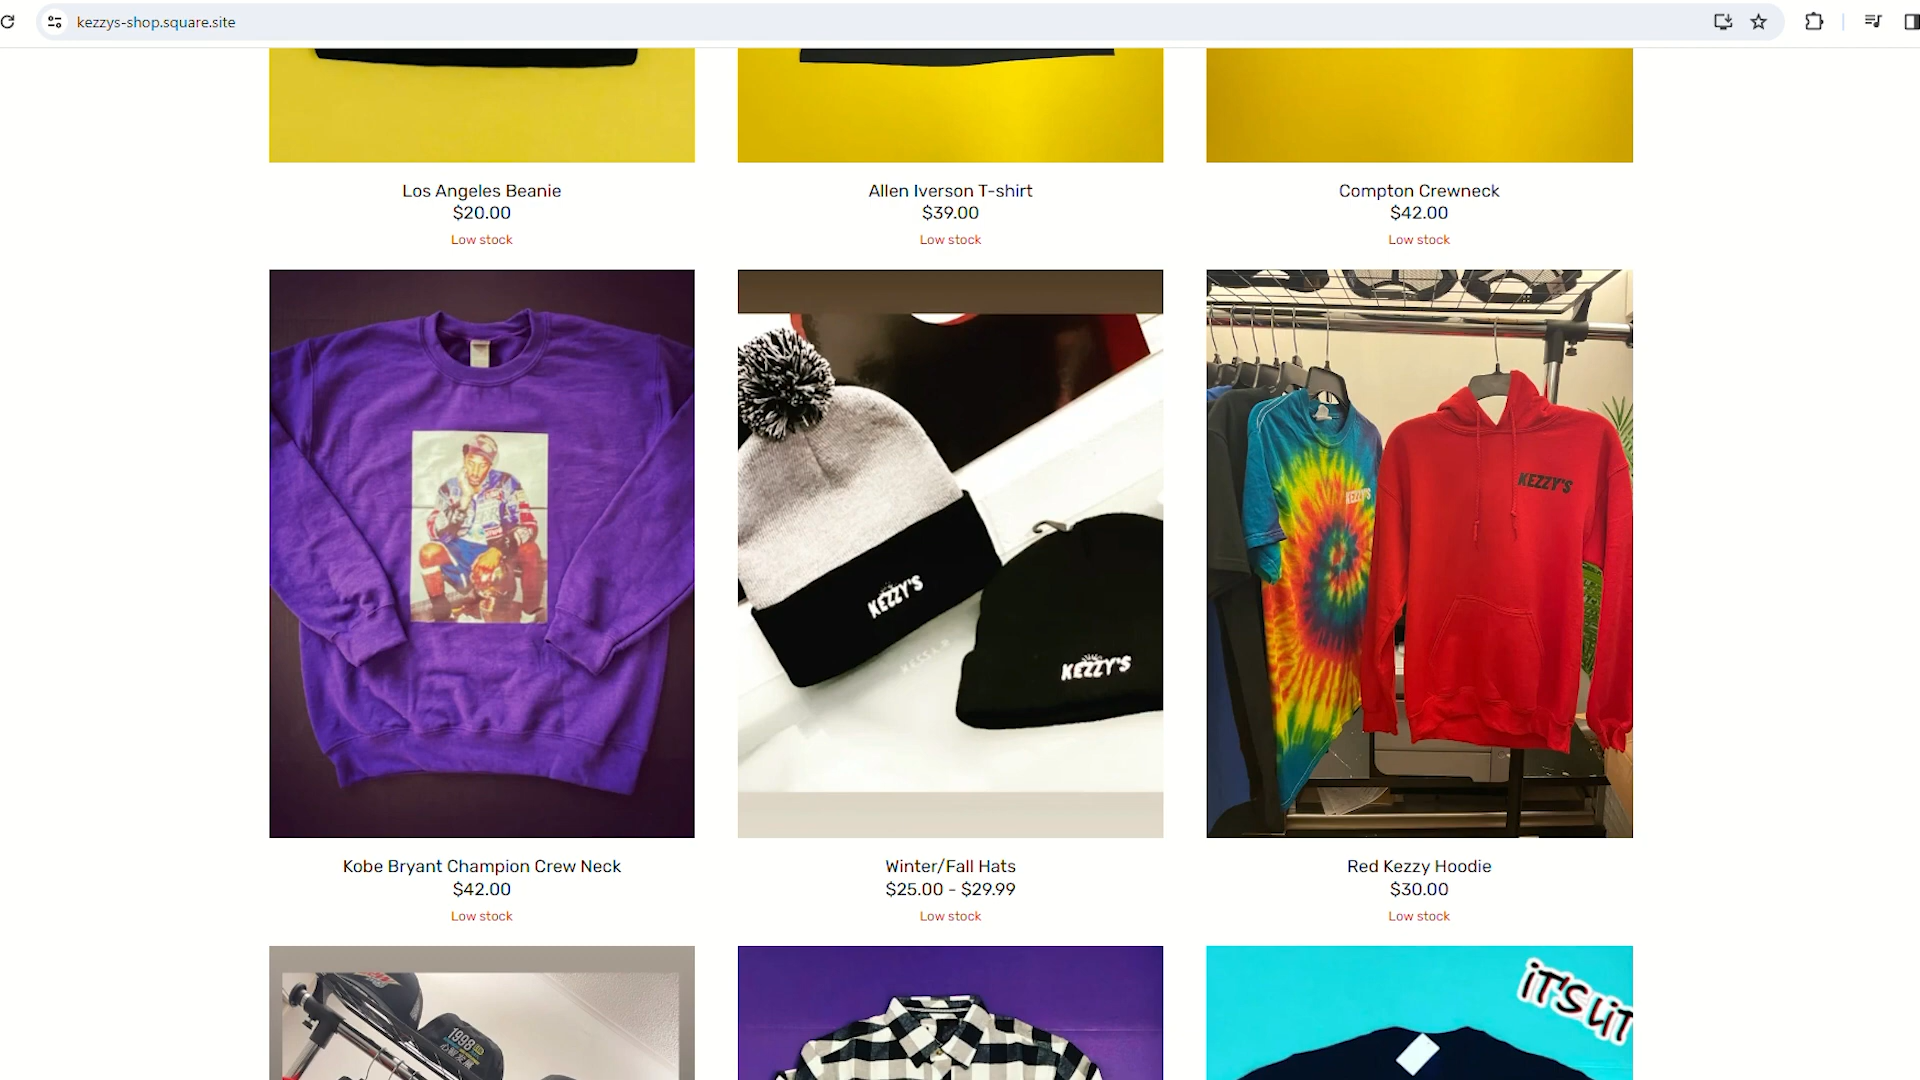 kezzys-shop.square.site
Los Angeles Beanie
$20.00
Low stock
Allen Iverson T-shirt
$39.00
Low stock
Compton Crewneck
$42.00
Low stock
KEZZY'S
KEZZY'S
KEZZY'S
KEZZY'S
Kobe Bryant Champion Crew Neck
$42.00
Low stock
Winter/Fall Hats
$25.00 - $29.99
Low stock
Red Kezzy Hoodie
$30.00
Low stock
1998
iT'S LiT